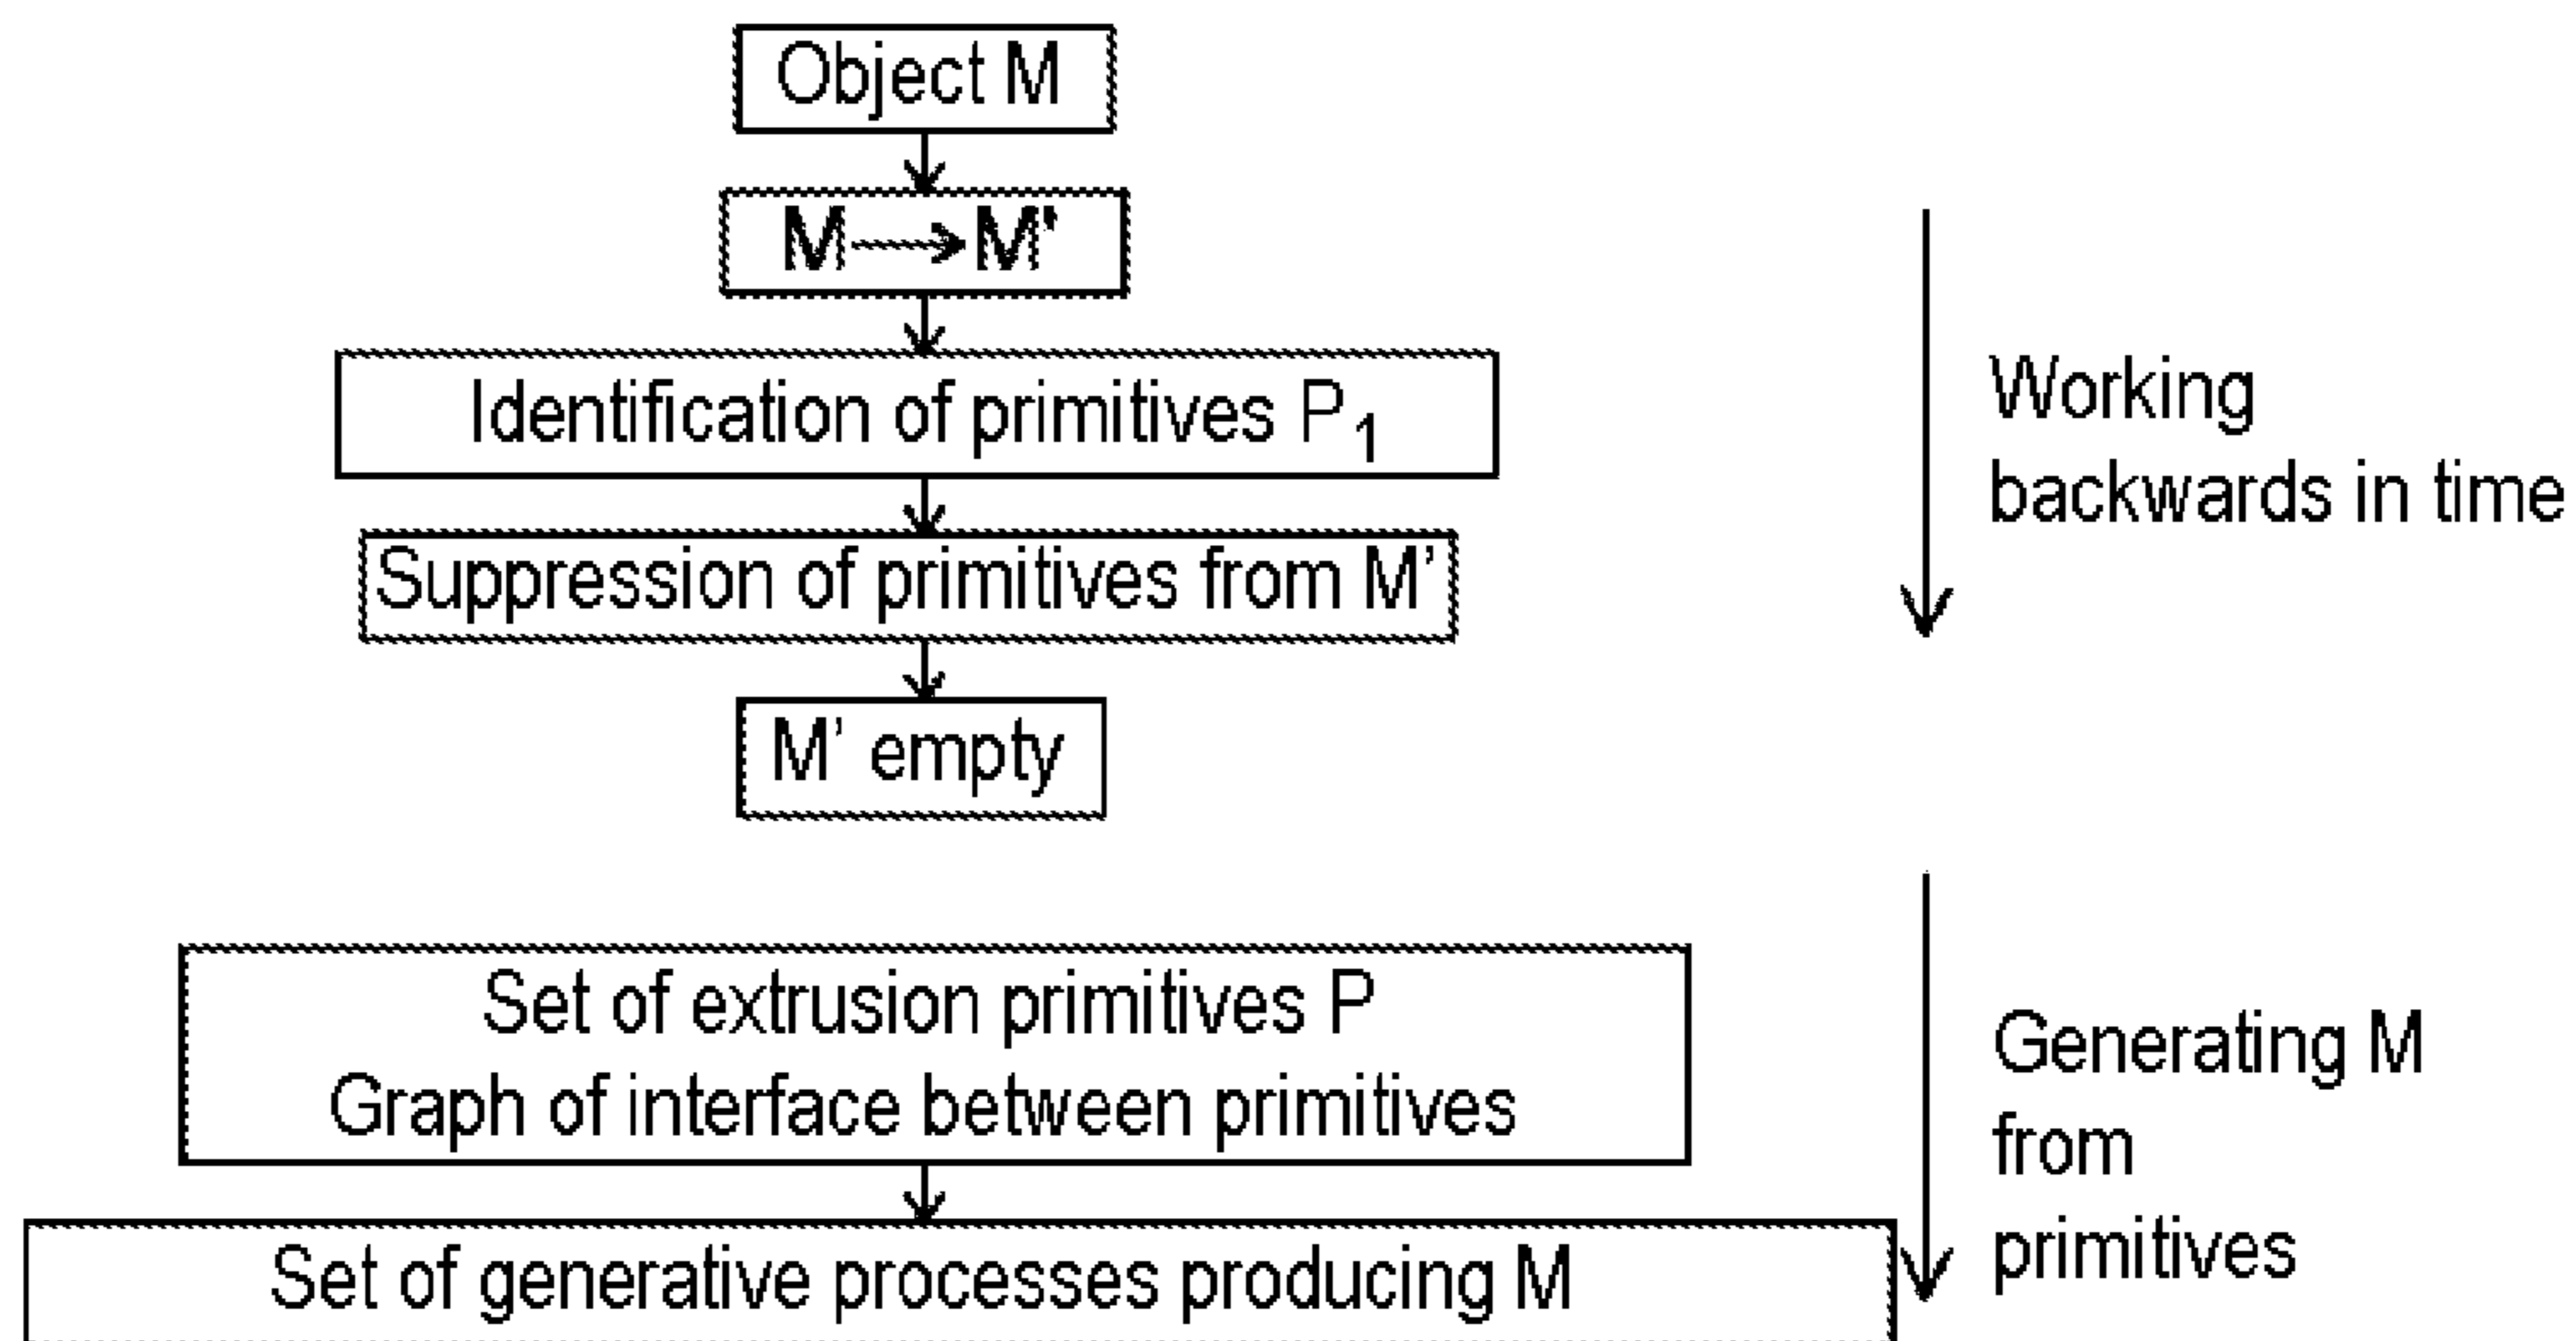 Object M
M→M'
Identification of primitives P₁
Suppression of primitives from M'
M' empty
Working
backwards in time
Set of extrusion primitives P
Graph of interface between primitives
Set of generative processes producing M
Generating M
from
primitives